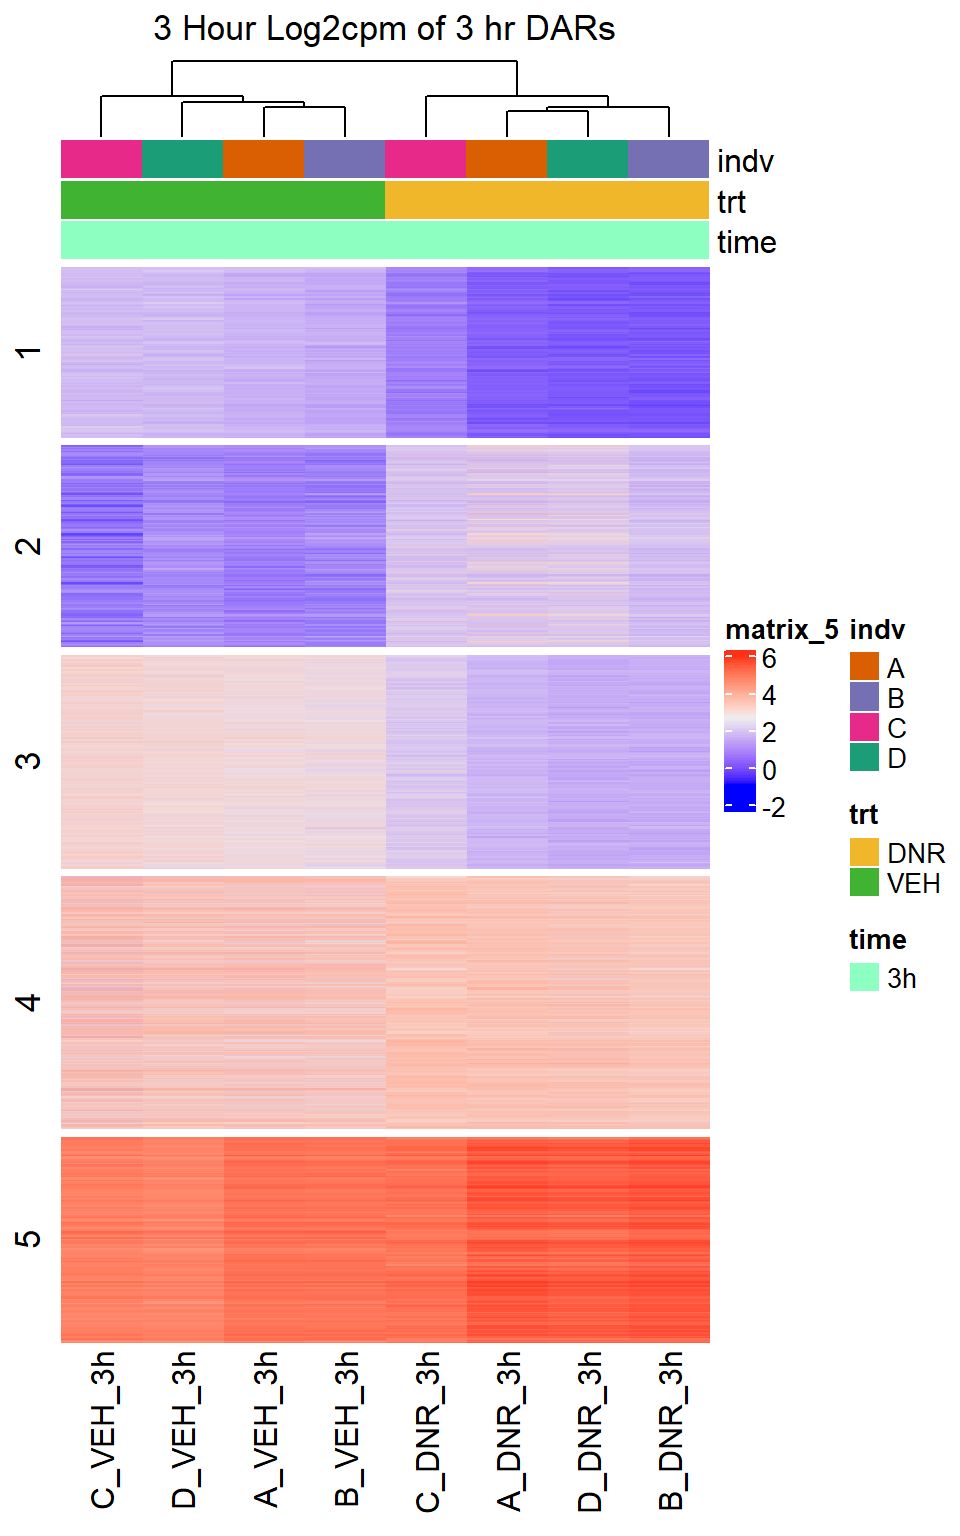 3 Hour Log2cpm of 3 hr DARs
indv
trt
time
1
2
3
4
5
matrix_5
6
4
2
0
-2
indv
A
B
C
D
trt
DNR
VEH
time
3h
C_VEH_3h
D_VEH_3h
A_VEH_3h
B_VEH_3h
C_DNR_3h
A_DNR_3h
D_DNR_3h
B_DNR_3h